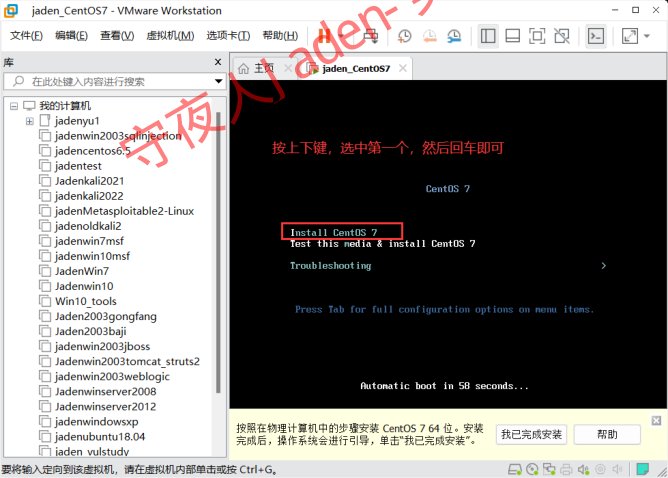 jaden_CentOS7 - VMware Workstation
文件(F) 编辑(E) 查看(V) 虚拟机(M) 选项卡(T) 帮助(H)
库
主页
jaden_CentOS7
在此处键入内容进行搜索
我的计算机
jadenyu1
jadenwin2003sqlinjection
jadencentos6.5
jadentest
Jadenkali2021
jadenkali2022
jadenMetasploitable2-Linux
jadenoldkali2
jadenwin7msf
jadenwin10msf
JadenWin7
Jadenwin10
Win10_tools
Jaden2003gongfang
Jaden2003baji
jadenwin2003jboss
Jadenwin2003tomcat_struts2
jadenwin2003weblogic
Jadenwinserver2008
Jadenwinserver2012
jadenwindowsxp
jadenubuntu18.04
jaden_vulstudy
守夜人Jaden-
按上下键，选中第一个，然后回车即可
CentOS 7
Install CentOS 7
Test this media & install CentOS 7
Troubleshooting
Press Tab for full configuration options on menu items.
Automatic boot in 58 seconds...
按照在物理计算机中的步骤安装 CentOS 7 64 位。安装
完成后，操作系统会进行引导，单击“我已完成安装”。
我已完成安装
帮助
要将输入定向到该虚拟机，请在虚拟机内部单击或按 Ctrl+G。